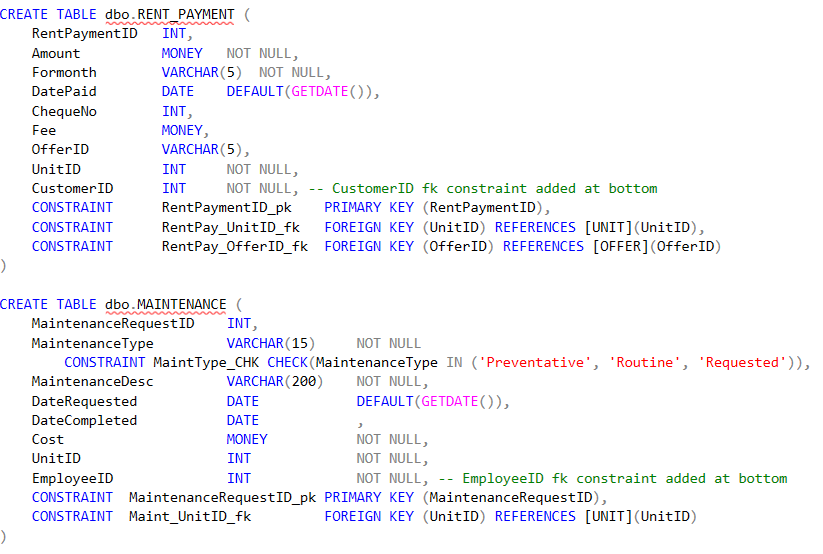 CREATE TABLE dbo.RENT_PAYMENT (
    RentPaymentID   INT,
    Amount          MONEY   NOT NULL,
    Formonth        VARCHAR(5)  NOT NULL,
    DatePaid        DATE    DEFAULT(GETDATE()),
    ChequeNo        INT,
    Fee             MONEY,
    OfferID         VARCHAR(5),
    UnitID          INT     NOT NULL,
    CustomerID      INT     NOT NULL, -- CustomerID fk constraint added at bottom
    CONSTRAINT      RentPaymentID_pk    PRIMARY KEY (RentPaymentID),
    CONSTRAINT      RentPay_UnitID_fk   FOREIGN KEY (UnitID) REFERENCES [UNIT](UnitID),
    CONSTRAINT      RentPay_OfferID_fk  FOREIGN KEY (OfferID) REFERENCES [OFFER](OfferID)
)
CREATE TABLE dbo.MAINTENANCE (
    MaintenanceRequestID    INT,
    MaintenanceType         VARCHAR(15)     NOT NULL
        CONSTRAINT MaintType_CHK CHECK(MaintenanceType IN ('Preventative', 'Routine', 'Requested')),
    MaintenanceDesc         VARCHAR(200)    NOT NULL,
    DateRequested           DATE            DEFAULT(GETDATE()),
    DateCompleted           DATE            ,
    Cost                    MONEY           NOT NULL,
    UnitID                  INT             NOT NULL,
    EmployeeID              INT             NOT NULL, -- EmployeeID fk constraint added at bottom
    CONSTRAINT  MaintenanceRequestID_pk PRIMARY KEY (MaintenanceRequestID),
    CONSTRAINT  Maint_UnitID_fk         FOREIGN KEY (UnitID) REFERENCES [UNIT](UnitID)
)